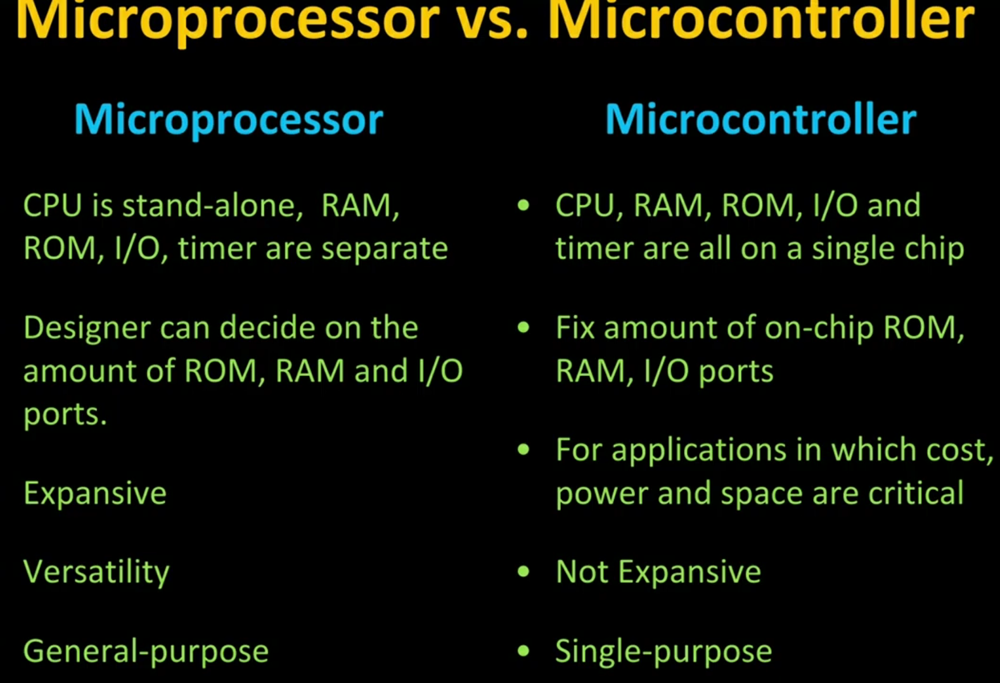 Microprocessor vs. Microcontroller
Microprocessor
CPU is stand-alone, RAM,
ROM, I/O, timer are separate
Designer can decide on the
amount of ROM, RAM and I/O
ports.
Expansive
Versatility
General-purpose
Microcontroller
• CPU, RAM, ROM, I/O and
timer are all on a single chip
• Fix amount of on-chip ROM,
RAM, I/O ports
• For applications in which cost,
power and space are critical
• Not Expansive
• Single-purpose